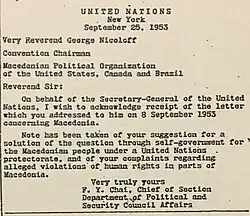 UNITED NATIONS
New York
September 25, 1953
Very Reverend George Nicoloff
Convention Chairman
Macedonian Political Organization
of the United States, Canada and Brazil
Reverend Sir:
On behalf of the Secretary-General of the United
Nations, I wish to acknowledge receipt of the letter
which you addressed to him on 8 September 1953
concerning Macedonia.
Note has been taken of your suggestion for a
solution of the question through self-government for
the Macedonian people under a United Nations
protectorate, and of your complaints regarding
alleged violations of human rights in parts of
Macedonia.
Very truly yours
F. Y. Chai, Chief of Section
Department of Political and
Security Council Affairs